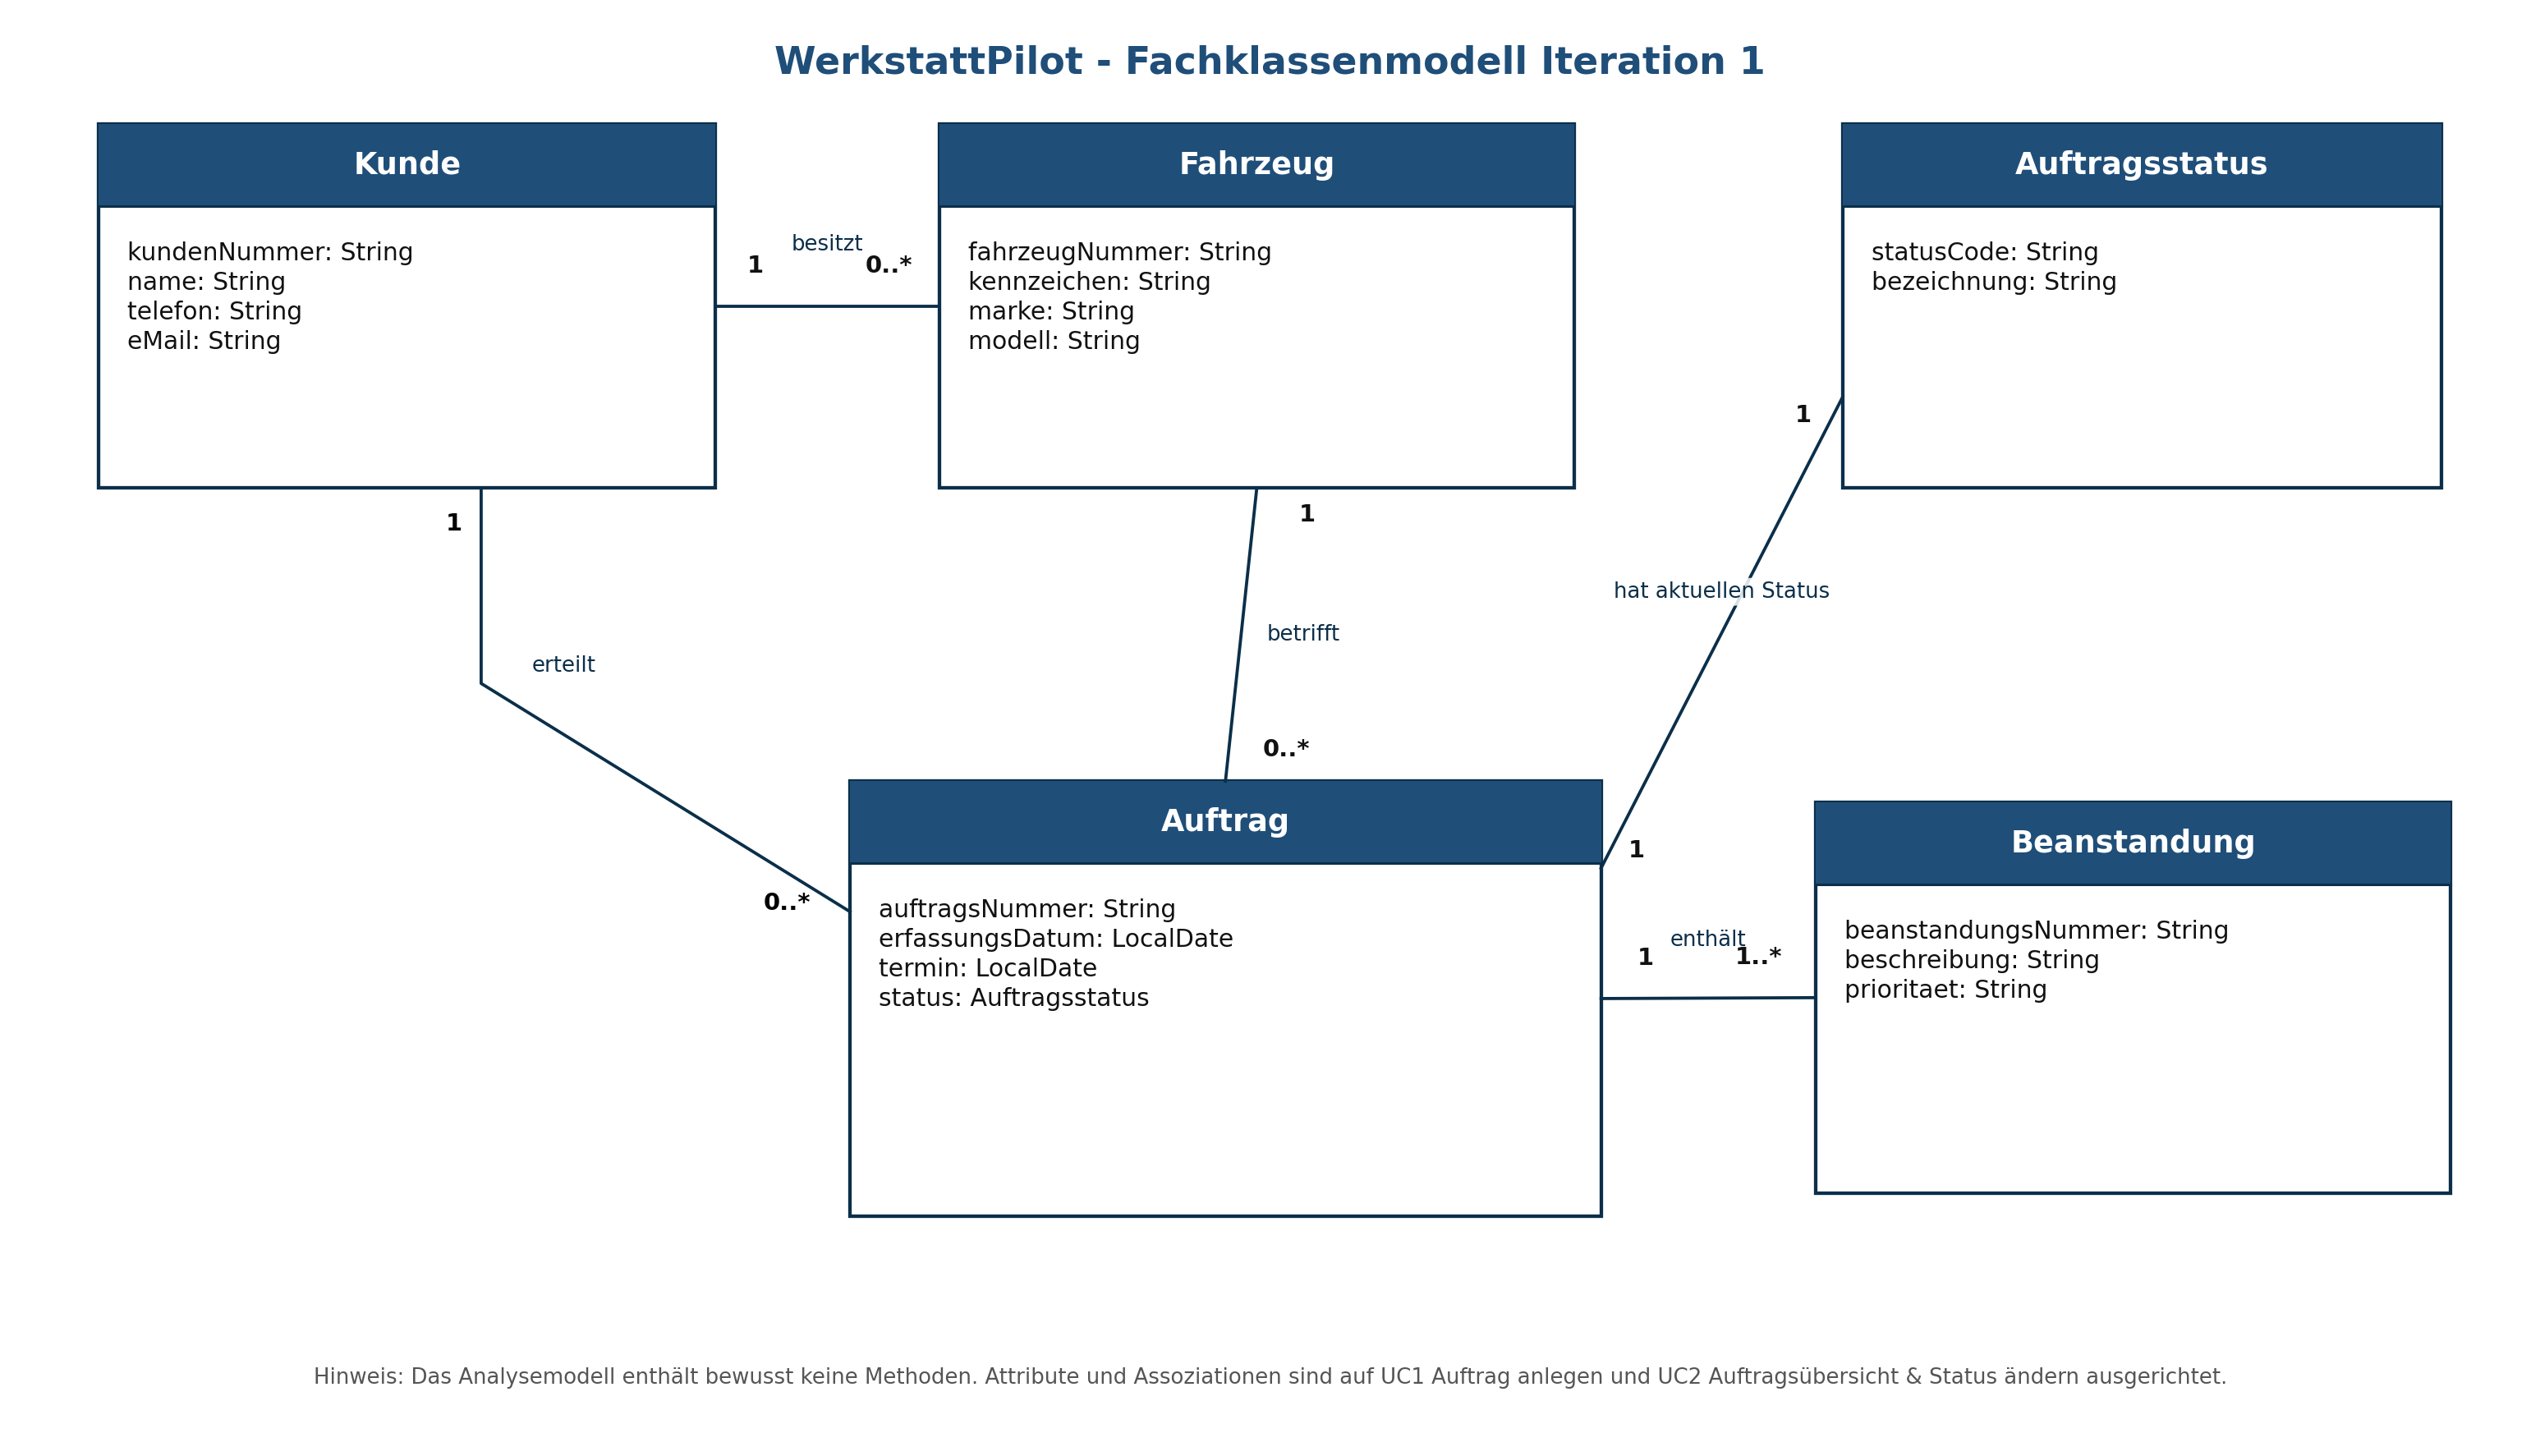 WerkstattPilot - Fachklassenmodell Iteration 1
Kunde
kundenNummer: String
name: String
telefon: String
eMail: String
besitzt
1
0..*
Fahrzeug
fahrzeugNummer: String
kennzeichen: String
marke: String
modell: String
Auftragsstatus
statusCode: String
bezeichnung: String
1
hat aktuellen Status
1
1
erteilt
0..*
1
betrifft
0..*
Auftrag
auftragsNummer: String
erfassungsDatum: LocalDate
termin: LocalDate
status: Auftragsstatus
enthält
1
1..*
Beanstandung
beanstandungsNummer: String
beschreibung: String
prioritaet: String
Hinweis: Das Analysemodell enthält bewusst keine Methoden. Attribute und Assoziationen sind auf UC1 Auftrag anlegen und UC2 Auftragsübersicht & Status ändern ausgerichtet.